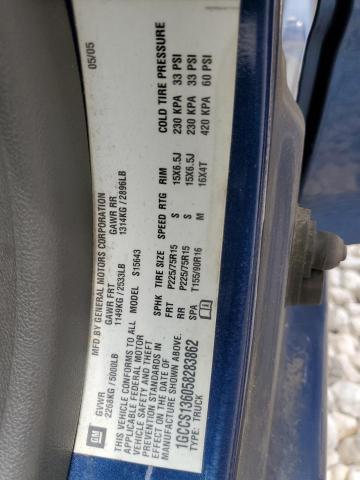 GM
MFD BY GENERAL MOTORS CORPORATION
05/05
GVWR GAWR FRT GAWR RR
2268KG/5000LB 1149KG/2533LB 1314KG/2896LB
THIS VEHICLE CONFORMS TO ALL
APPLICABLE FEDERAL MOTOR
VEHICLE SAFETY AND THEFT
PREVENTION STANDARDS IN
EFFECT ON THE DATE OF
MANUFACTURE SHOWN ABOVE.
1GCCS136058283862
TYPE: TRUCK
MODEL: S15643
SPHK TIRE SIZE SPEED RTG RIM COLD TIRE PRESSURE
FRT P225/75R15 S 15X6.5J 230 KPA 33 PSI
RR P225/75R15 S 15X6.5J 230 KPA 33 PSI
SPA T155/90R16 M 16X4T 420 KPA 60 PSI